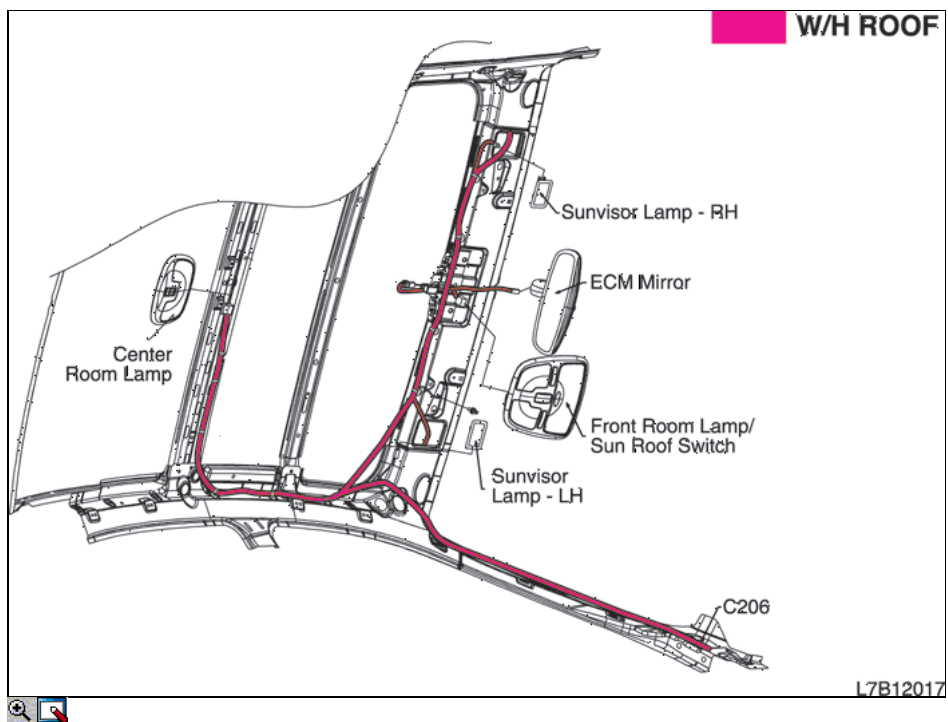 W/H ROOF
Sunvisor Lamp - RH
ECM Mirror
Center
Room Lamp
Front Room Lamp/
Sun Roof Switch
Sunvisor
Lamp - LH
C206
L7B12017